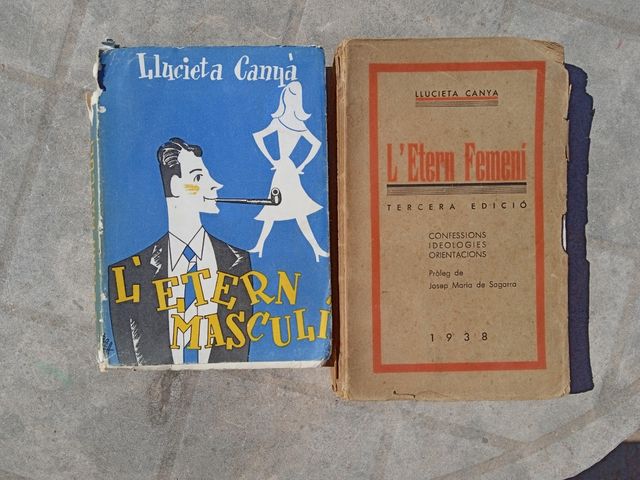 Llucieta Canyà
L'ETERN
MASCULÍ
LLUCIETA CANYA
L'Etern Femení
TERCERA EDICIÓ
CONFESSIONS
IDEOLOGIES
ORIENTACIONS
Pròleg de
Josep Maria de Sagarra
1938